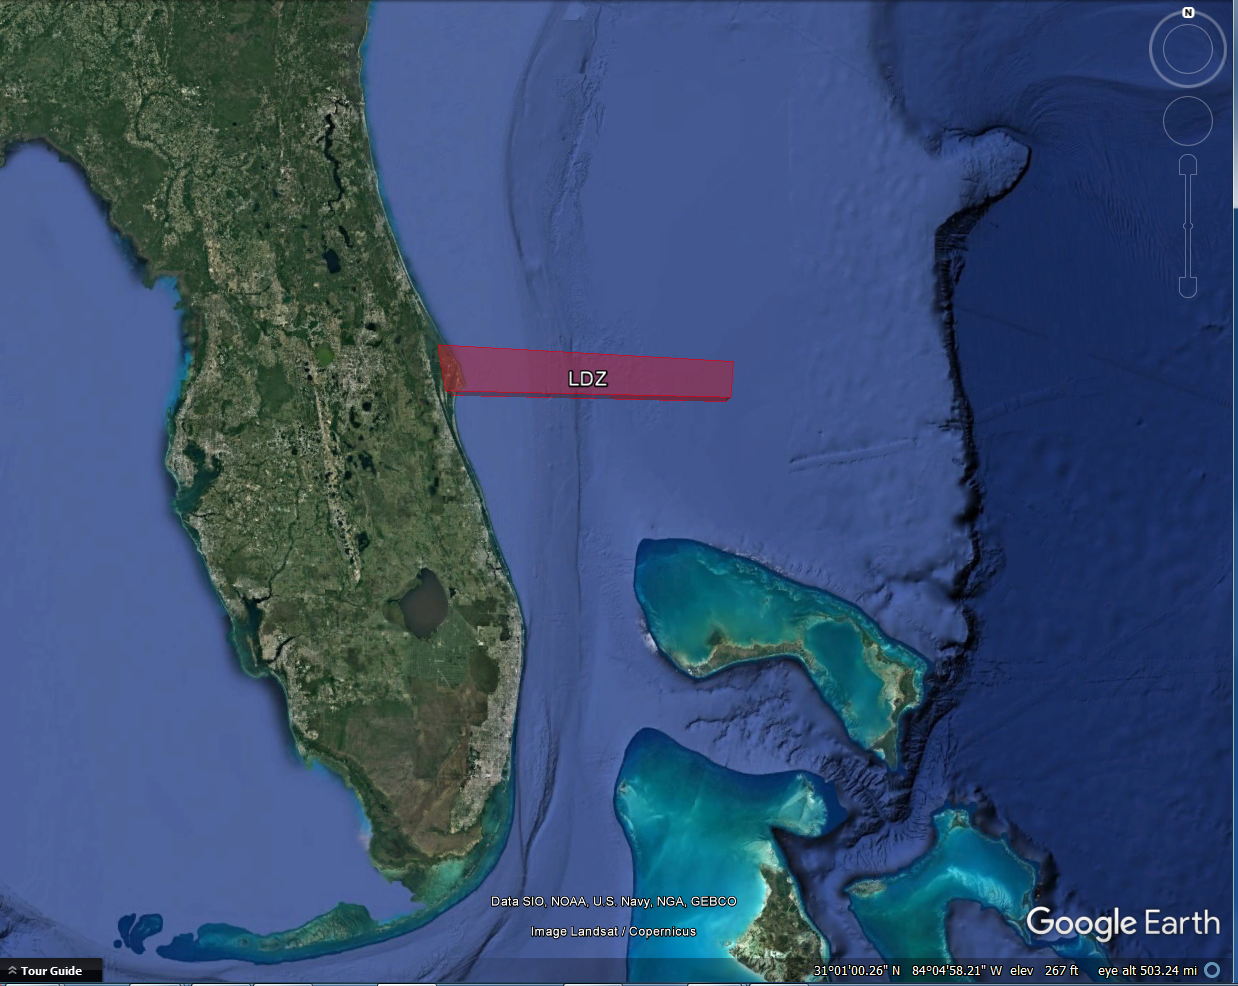 N
LDZ
Data SIO, NOAA, U.S. Navy, NGA, GEBCO
Image Landsat / Copernicus
Google Earth
Tour Guide
31°01'00.26" N 84°04'58.21" W elev 267 ft eye alt 503.24 mi